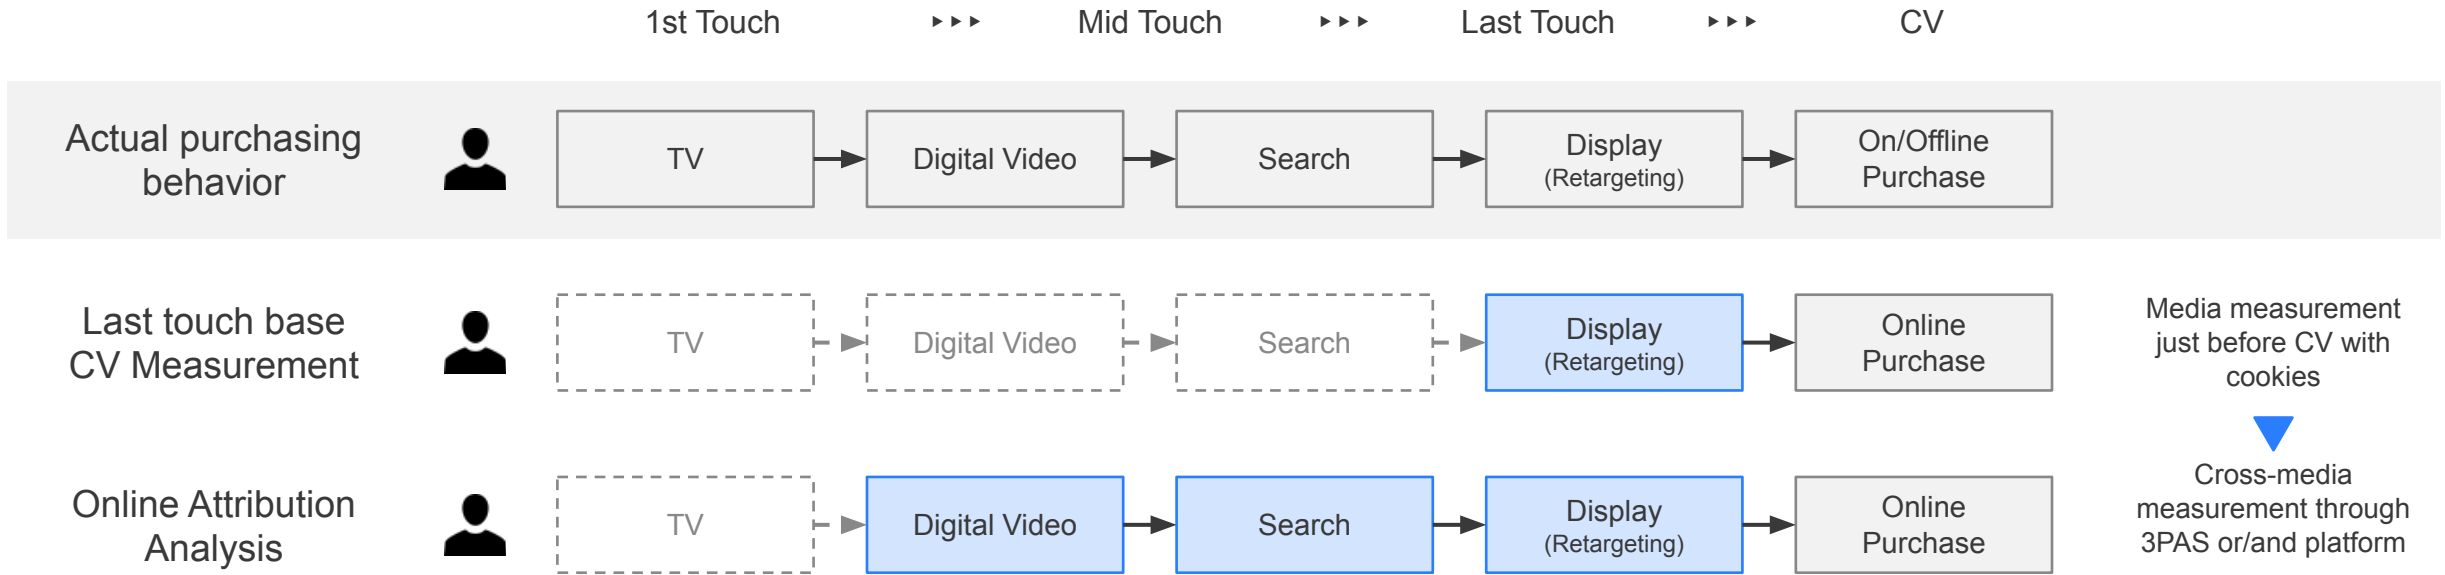 1st Touch
Mid Touch
Last Touch
CV
Actual purchasing
behavior
TV
Digital Video
Search
Display
(Retargeting)
On/Offline
Purchase
Last touch base
CV Measurement
TV
Digital Video
Search
Display
(Retargeting)
Online
Purchase
Media measurement
just before CV with
cookies
Online Attribution
Analysis
TV
Digital Video
Search
Display
(Retargeting)
Online
Purchase
Cross-media
measurement through
3PAS or/and platform